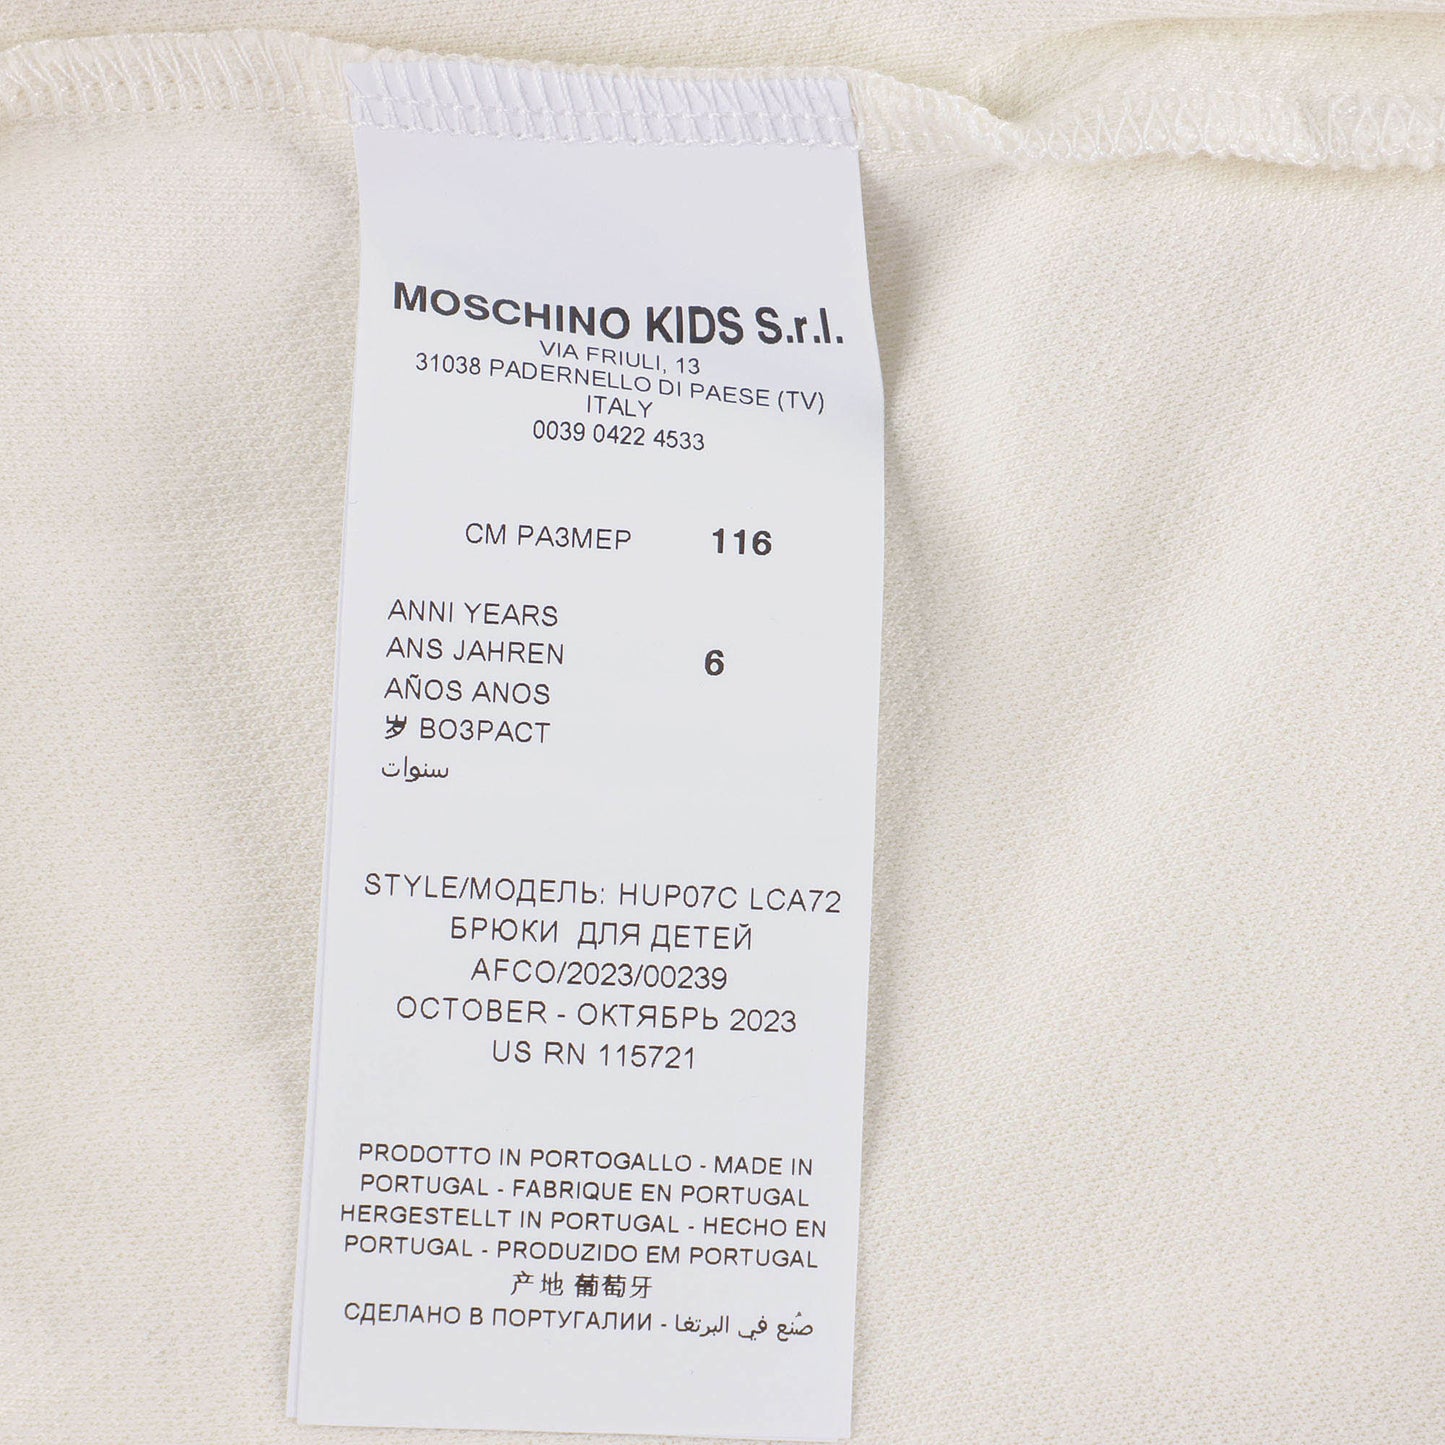 MOSCHINO KIDS S.r.l.
VIA FRIULI, 13
31038 PADERNELLO DI PAESE (TV)
ITALY
0039 0422 4533
CM РАЗМЕР 116
ANNI YEARS
ANS JAHREN 6
AÑOS ANOS
岁 ВОЗРАСТ
سنوات
STYLE/МОДЕЛЬ: HUP07C LCA72
БРЮКИ ДЛЯ ДЕТЕЙ
AFCO/2023/00239
OCTOBER - ОКТЯБРЬ 2023
US RN 115721
PRODOTTO IN PORTOGALLO - MADE IN
PORTUGAL - FABRIQUE EN PORTUGAL
HERGESTELLT IN PORTUGAL - HECHO EN
PORTUGAL - PRODUZIDO EM PORTUGAL
产地 葡萄牙
СДЕЛАНО В ПОРТУГАЛИИ - صُنع في البرتغا